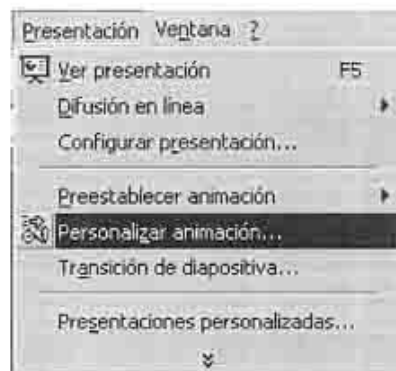 Presentación Ventana ?
Ver presentación F5
Difusión en línea
Configurar presentación...
Preestablecer animación
Personalizar animación...
Transición de diapositiva...
Presentaciones personalizadas...